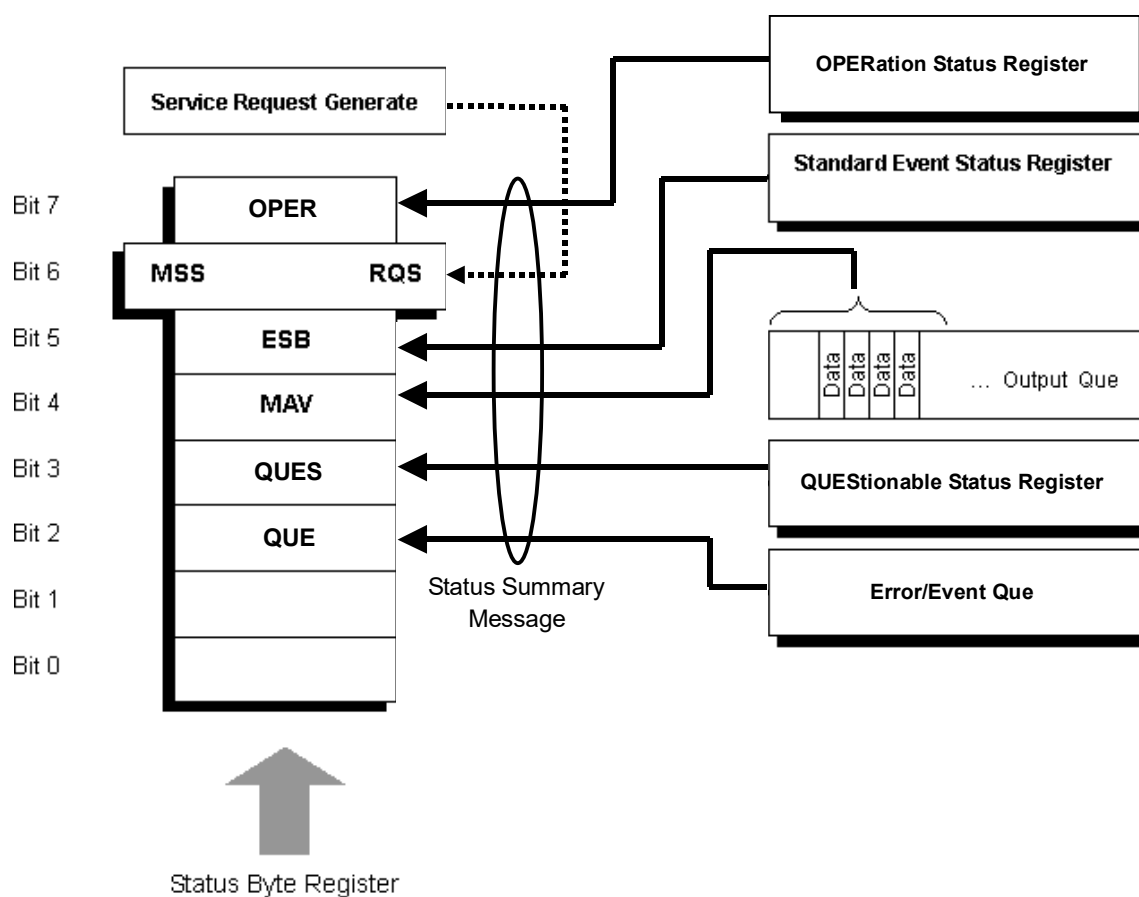 OPERation Status Register
Service Request Generate
Standard Event Status Register
Bit 7
OPER
Bit 6
MSS
RQS
Bit 5
ESB
Data
Data
Data
Data
... Output Que
Bit 4
MAV
Bit 3
QUES
QUEStionable Status Register
Bit 2
QUE
Error/Event Que
Status Summary
Message
Bit 1
Bit 0
Status Byte Register